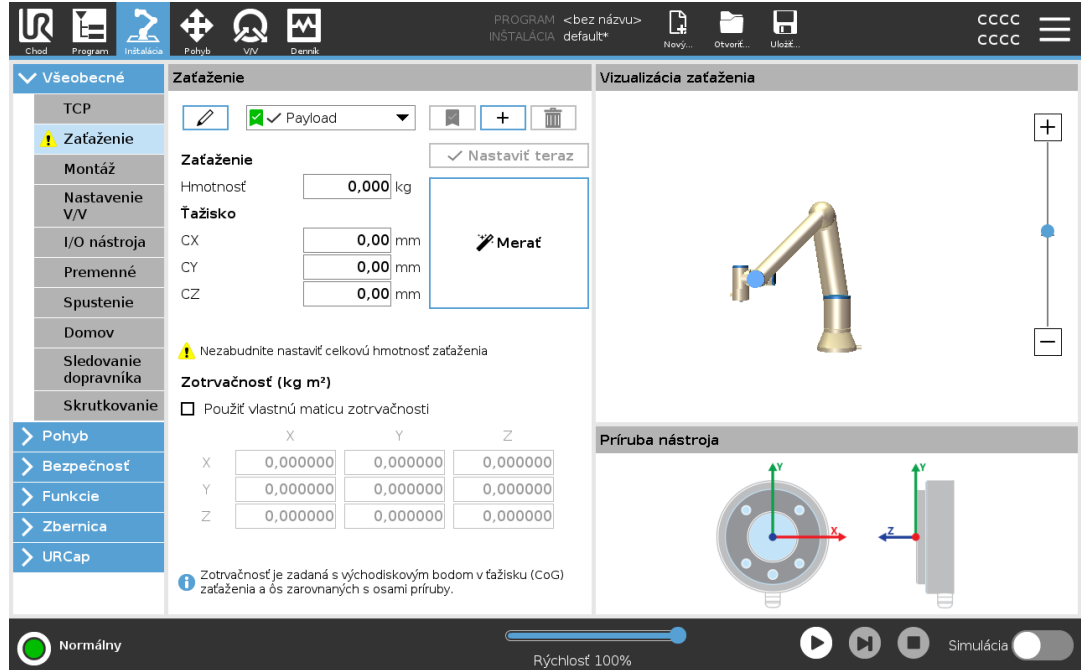 PROGRAM <bez názvu>
INŠTALÁCIA default*
Chod
Program
Inštalácia
Pohyb
V/V
Denník
Nový...
Otvoriť...
Uložiť...
CCCC
CCCC
Všeobecné
TCP
Zaťaženie
Montáž
Nastavenie
V/V
I/O nástroja
Premenné
Spustenie
Domov
Sledovanie
dopravníka
Skrutkovanie
Pohyb
Bezpečnosť
Funkcie
Zbernica
URCap
Zaťaženie
Payload
+
Nastaviť teraz
Zaťaženie
Hmotnosť 0,000 kg
Ťažisko
CX 0,00 mm
CY 0,00 mm
CZ 0,00 mm
Merať
Nezabudnite nastaviť celkovú hmotnosť zaťaženia
Zotrvačnosť (kg m²)
Použiť vlastnú maticu zotrvačnosti
X Y Z
X 0,000000 0,000000 0,000000
Y 0,000000 0,000000 0,000000
Z 0,000000 0,000000 0,000000
Zotrvačnosť je zadaná s východiskovým bodom v ťažisku (CoG)
zaťaženia a ôs zarovnaných s osami príruby.
Vizualizácia zaťaženia
Príruba nástroja
Y
X
Y
Z
Normálny
Rýchlosť 100%
Simulácia